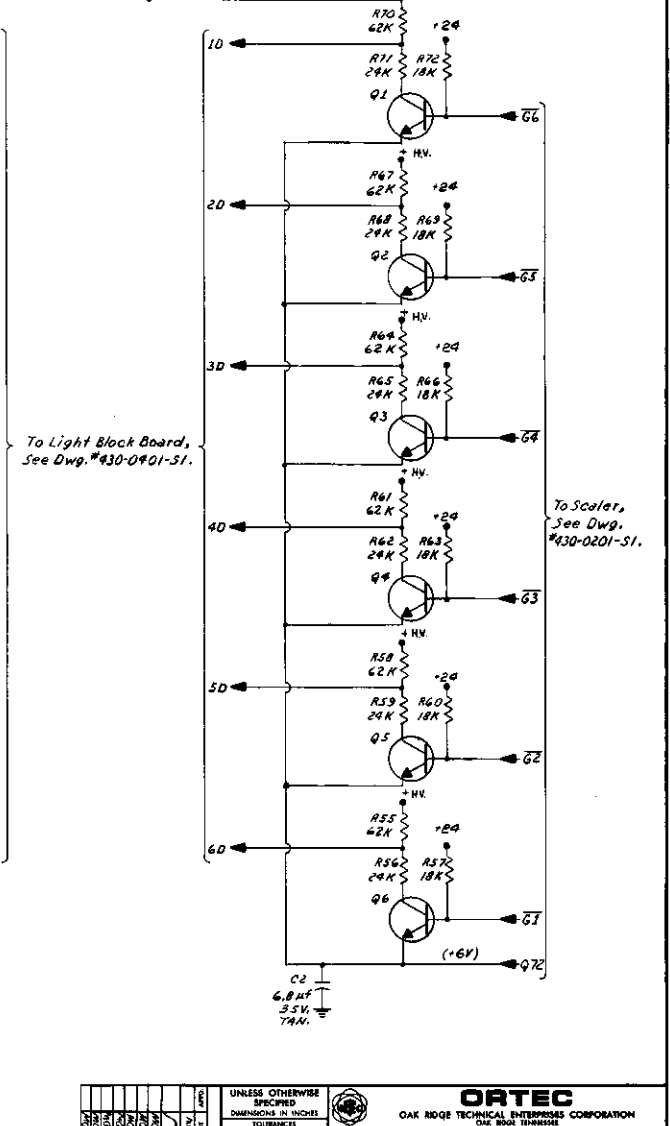 R70
62K
+24
1D
R71
24K
R72
18K
Q1
G6
+ H.V.
R67
62K
+24
2D
R68
24K
R69
18K
Q2
G5
+ H.V.
R64
62K
+24
3D
R65
24K
R66
18K
Q3
G4
To Light Block Board,
See Dwg. #430-0401-S1.
+ H.V.
R61
62K
+24
To Scaler,
See Dwg.
#430-0201-S1.
4D
R62
24K
R63
18K
Q4
G3
+ H.V.
R58
62K
+24
5D
R59
24K
R60
18K
Q5
G2
+ H.V.
R55
62K
+24
6D
R56
24K
R57
18K
Q6
G1
(+6V)
Q72
C2
6.8 µf
35V.
TAN.
APPD.
UNLESS OTHERWISE
SPECIFIED
DIMENSIONS IN INCHES
TOLERANCES
ORTEC
OAK RIDGE TECHNICAL ENTERPRISES CORPORATION
OAK RIDGE TENNESSEE